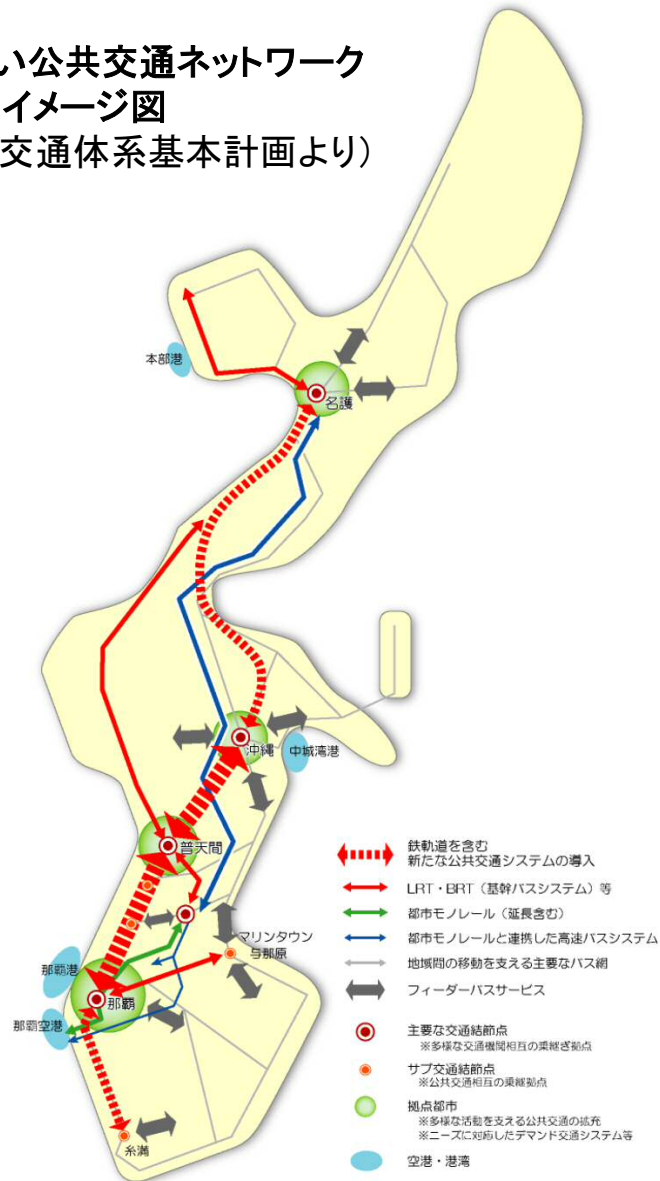 い公共交通ネットワーク
イメージ図
交通体系基本計画より）
本部港
名護
沖縄
中城湾港
普天間
マリンタウン
与那原
那覇港
那覇
那覇空港
糸満
鉄軌道を含む
新たな公共交通システムの導入
LRT・BRT（基幹バスシステム）等
都市モノレール（延長含む）
都市モノレールと連携した高速バスシステム
地域間の移動を支える主要なバス網
フィーダーバスサービス
主要な交通結節点
※多様な交通機関相互の乗継ぎ拠点
サブ交通結節点
※公共交通相互の乗継拠点
拠点都市
※多様な活動を支える公共交通の拡充
※ニーズに対応したデマンド交通システム等
空港・港湾